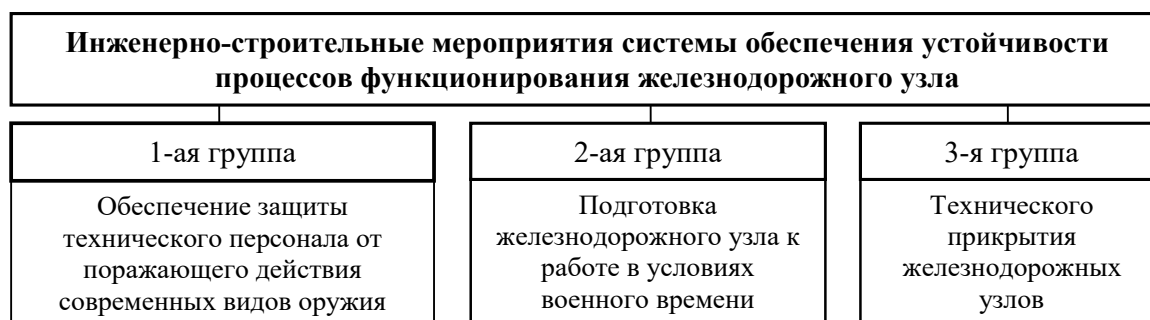 Инженерно-строительные мероприятия системы обеспечения устойчивости
процессов функционирования железнодорожного узла
1-ая группа
Обеспечение защиты
технического персонала от
поражающего действия
современных видов оружия
2-ая группа
Подготовка
железнодорожного узла к
работе в условиях
военного времени
3-я группа
Технического
прикрытия
железнодорожных
узлов